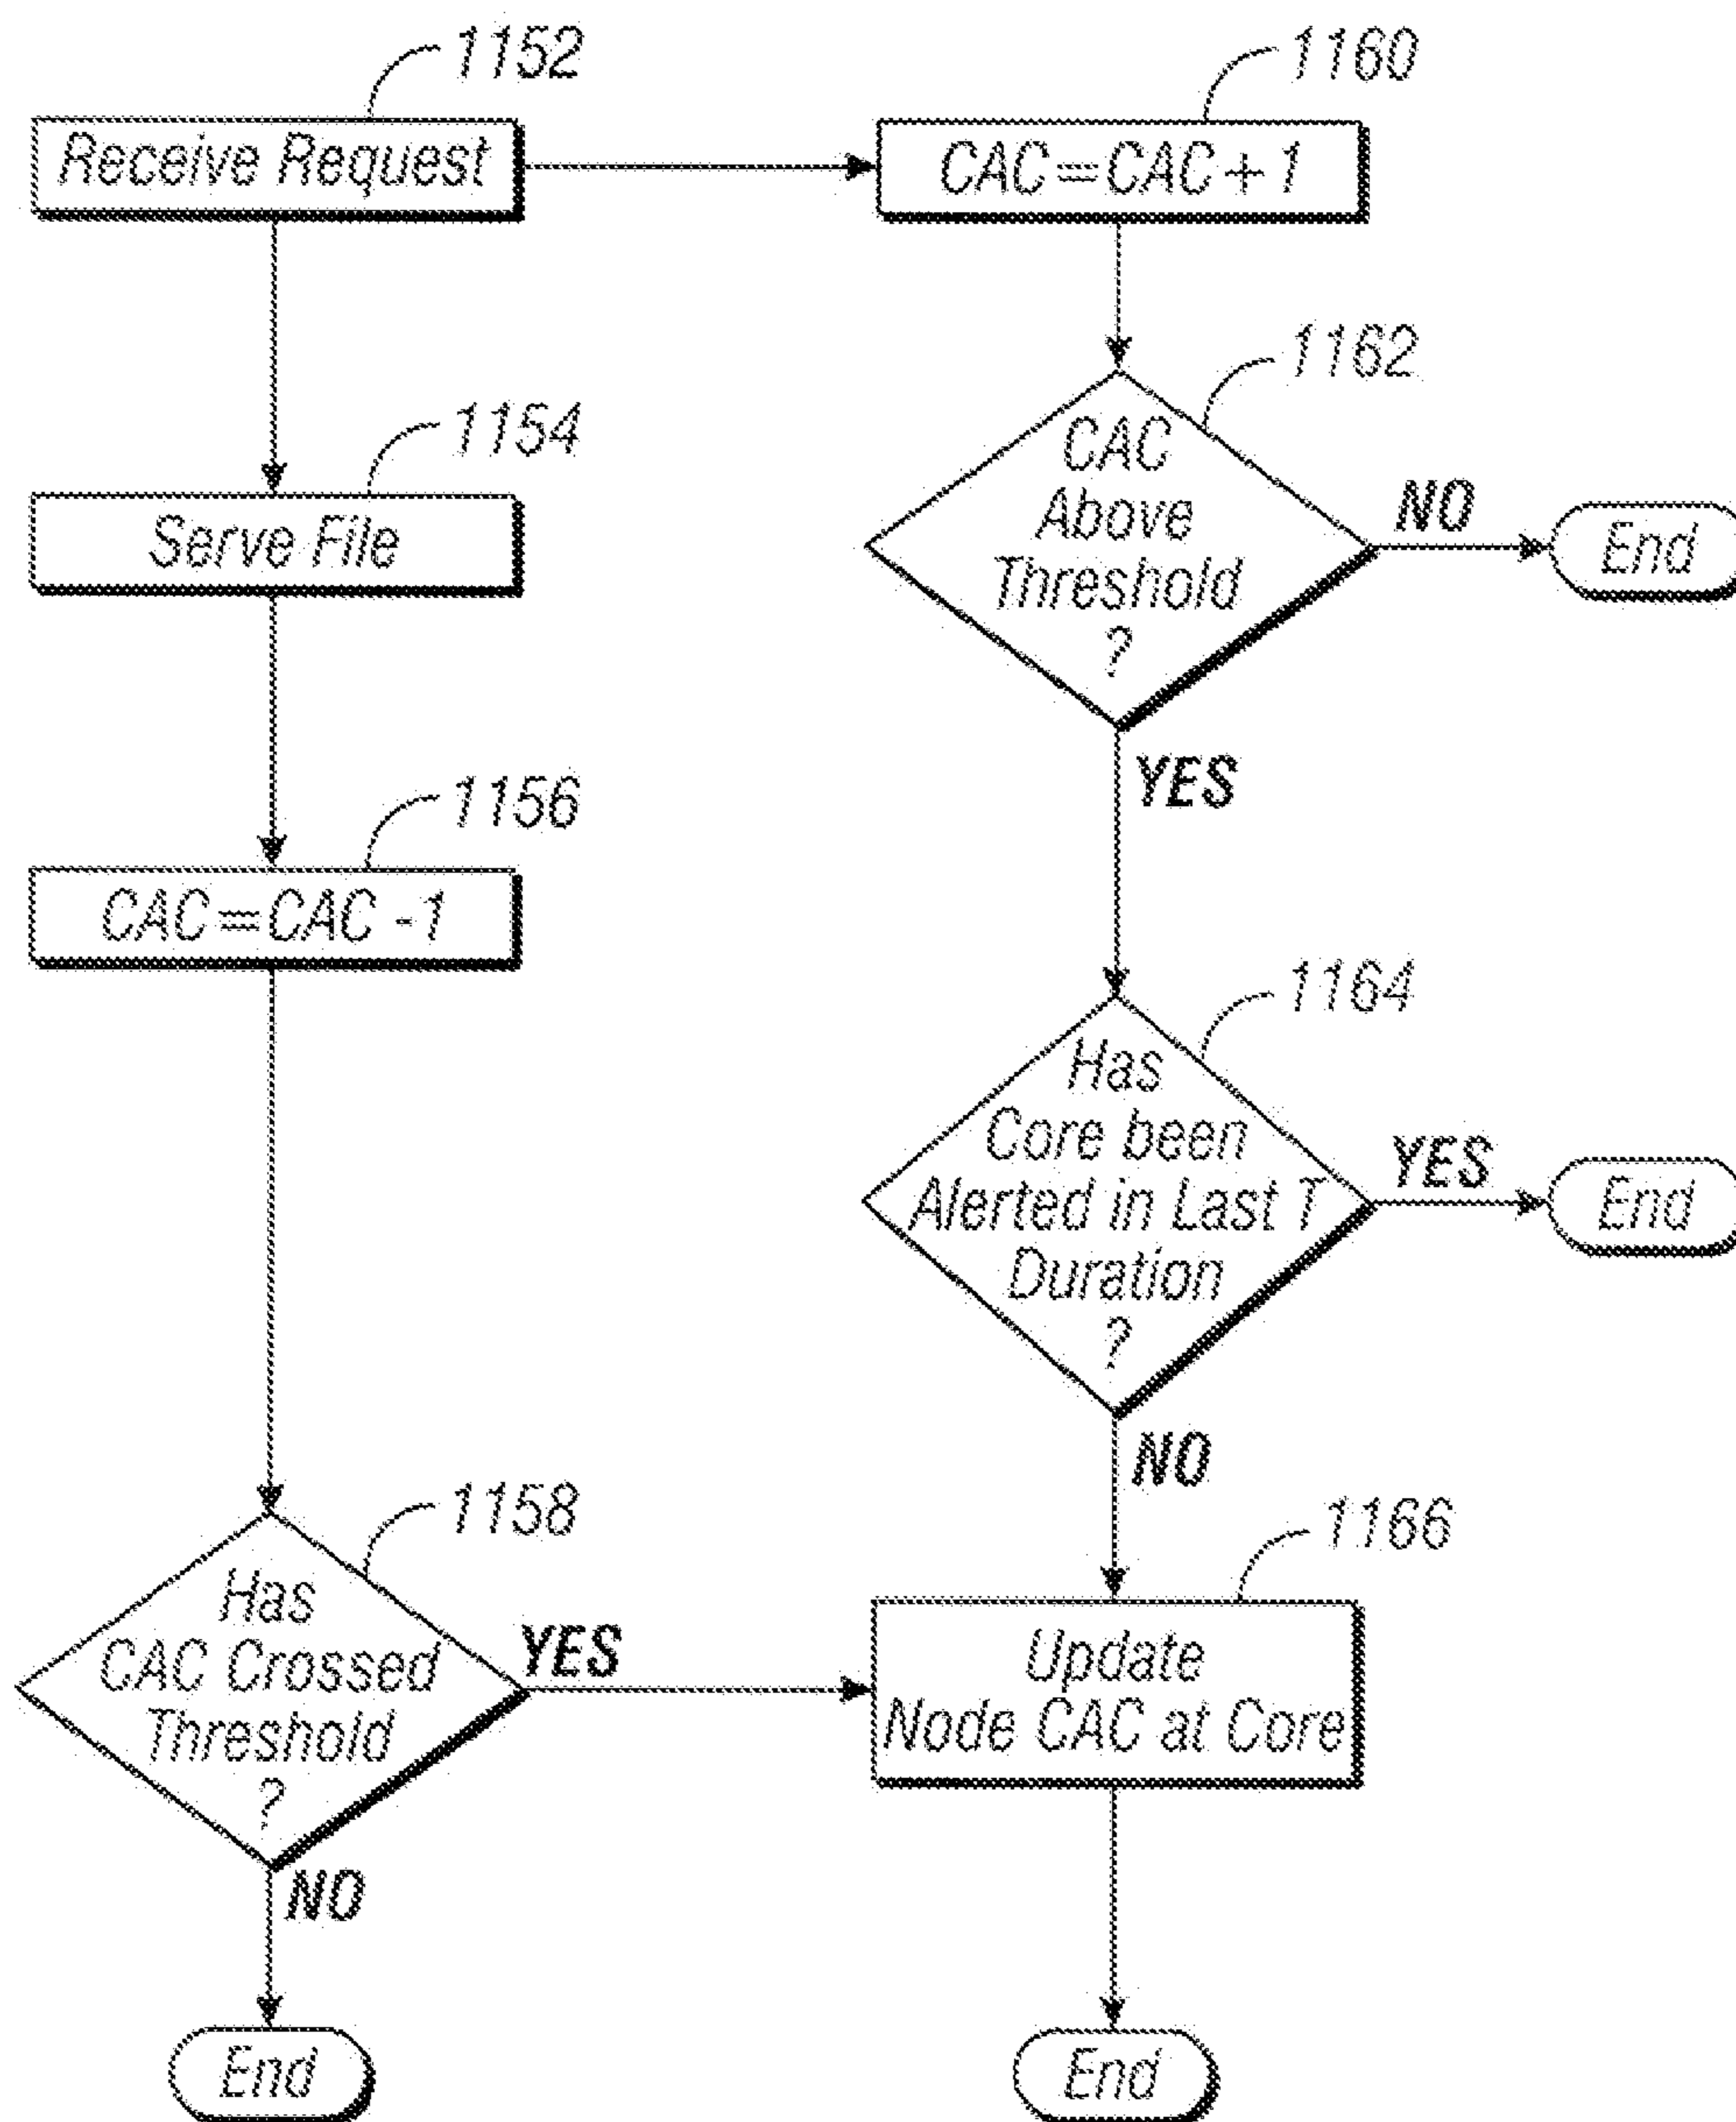 1152
Receive Request
1160
CAC=CAC+1
1162
CAC
Above
Threshold
?
NO
End
YES
1154
Serve File
1156
CAC=CAC -1
1164
Has
Core been
Alerted in Last T
Duration
?
YES
End
NO
1158
Has
CAC Crossed
Threshold
?
YES
NO
End
1166
Update
Node CAC at Core
End